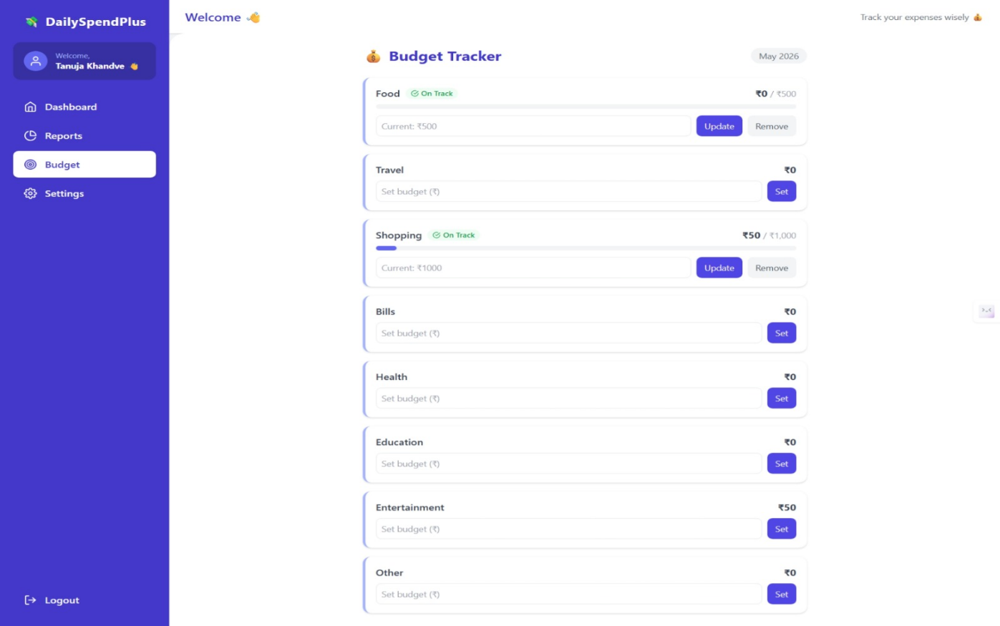 DailySpendPlus
Welcome,
Tanuja Khandve 👋
Dashboard
Reports
Budget
Settings
Logout
Welcome 👋
Track your expenses wisely 💰
💰 Budget Tracker
May 2026
Food On Track ₹0 / ₹500
Current: ₹500 Update Remove
Travel ₹0
Set budget (₹) Set
Shopping On Track ₹50 / ₹1,000
Current: ₹1000 Update Remove
Bills ₹0
Set budget (₹) Set
Health ₹0
Set budget (₹) Set
Education ₹0
Set budget (₹) Set
Entertainment ₹50
Set budget (₹) Set
Other ₹0
Set budget (₹) Set